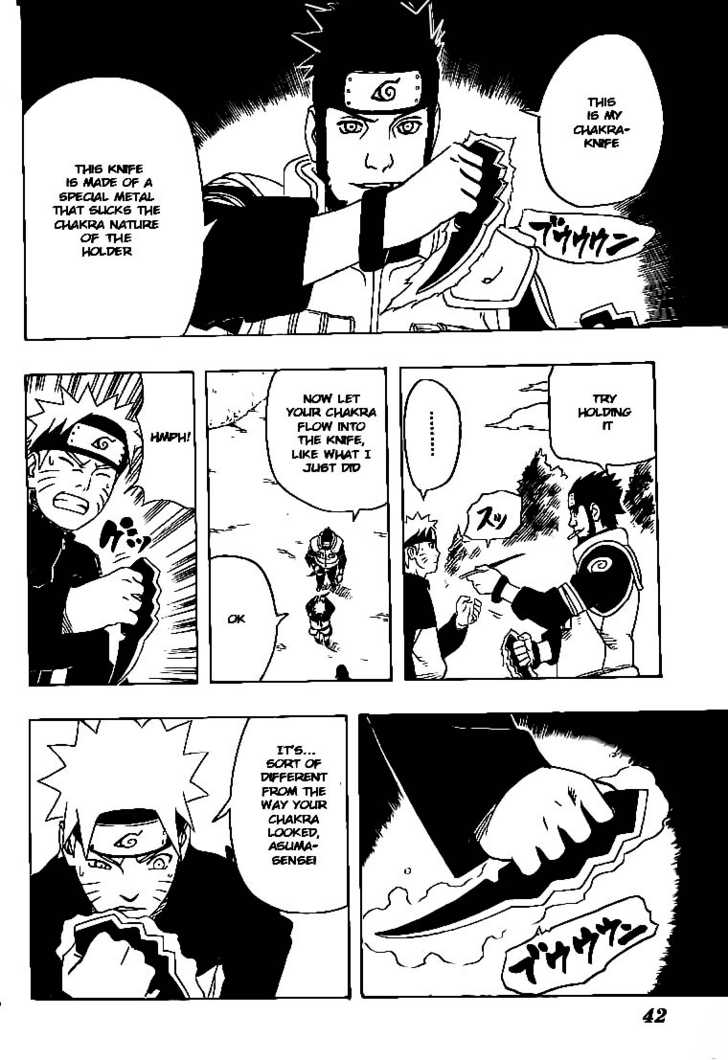 THIS
IS MY
CHAKRA-
KNIFE
ブウウウン
THIS KNIFE
IS MADE OF A
SPECIAL METAL
THAT SUCKS THE
CHAKRA NATURE
OF THE
HOLDER
TRY
HOLDING
IT
スッ
..........
NOW LET
YOUR CHAKRA
FLOW INTO
THE KNIFE,
LIKE WHAT I
JUST DID
OK
HMPH!
グッ
ブウウウン
IT'S...
SORT OF
DIFFERENT
FROM THE
WAY YOUR
CHAKRA
LOOKED,
ASUMA-
SENSEI
42